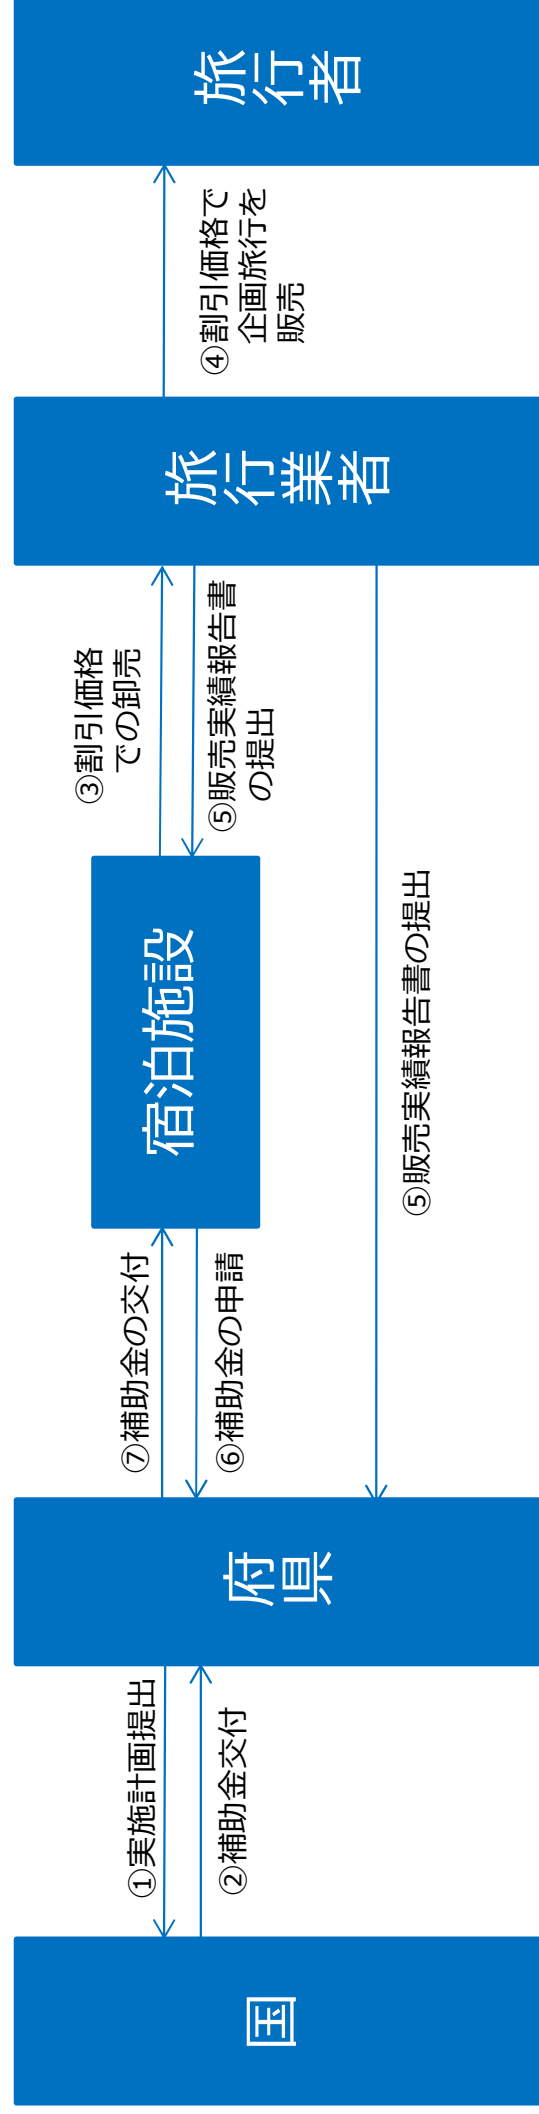 国
①実施計画提出
②補助金交付
府県
⑦補助金の交付
⑥補助金の申請
宿泊施設
③割引価格
での卸売
⑤販売実績報告書
の提出
⑤販売実績報告書の提出
旅行業者
④割引価格で
企画旅行を
販売
旅行者